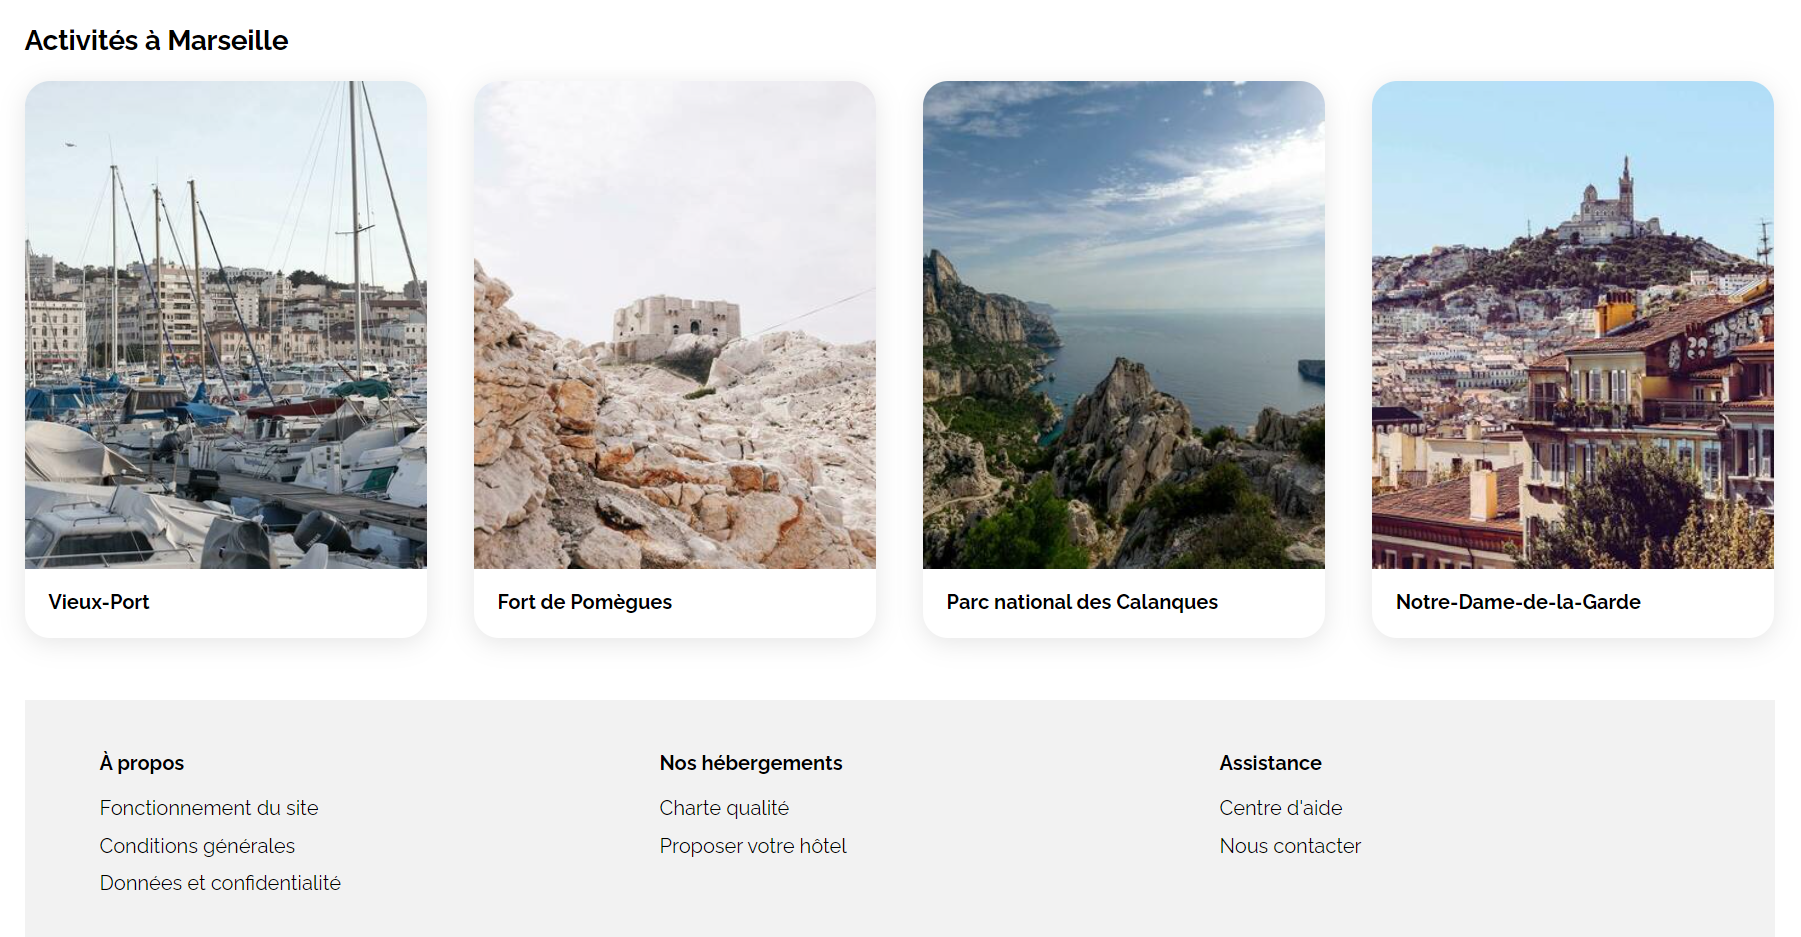 Activités à Marseille
Vieux-Port
Fort de Pomègues
Parc national des Calanques
Notre-Dame-de-la-Garde
À propos
Fonctionnement du site
Conditions générales
Données et confidentialité
Nos hébergements
Charte qualité
Proposer votre hôtel
Assistance
Centre d'aide
Nous contacter